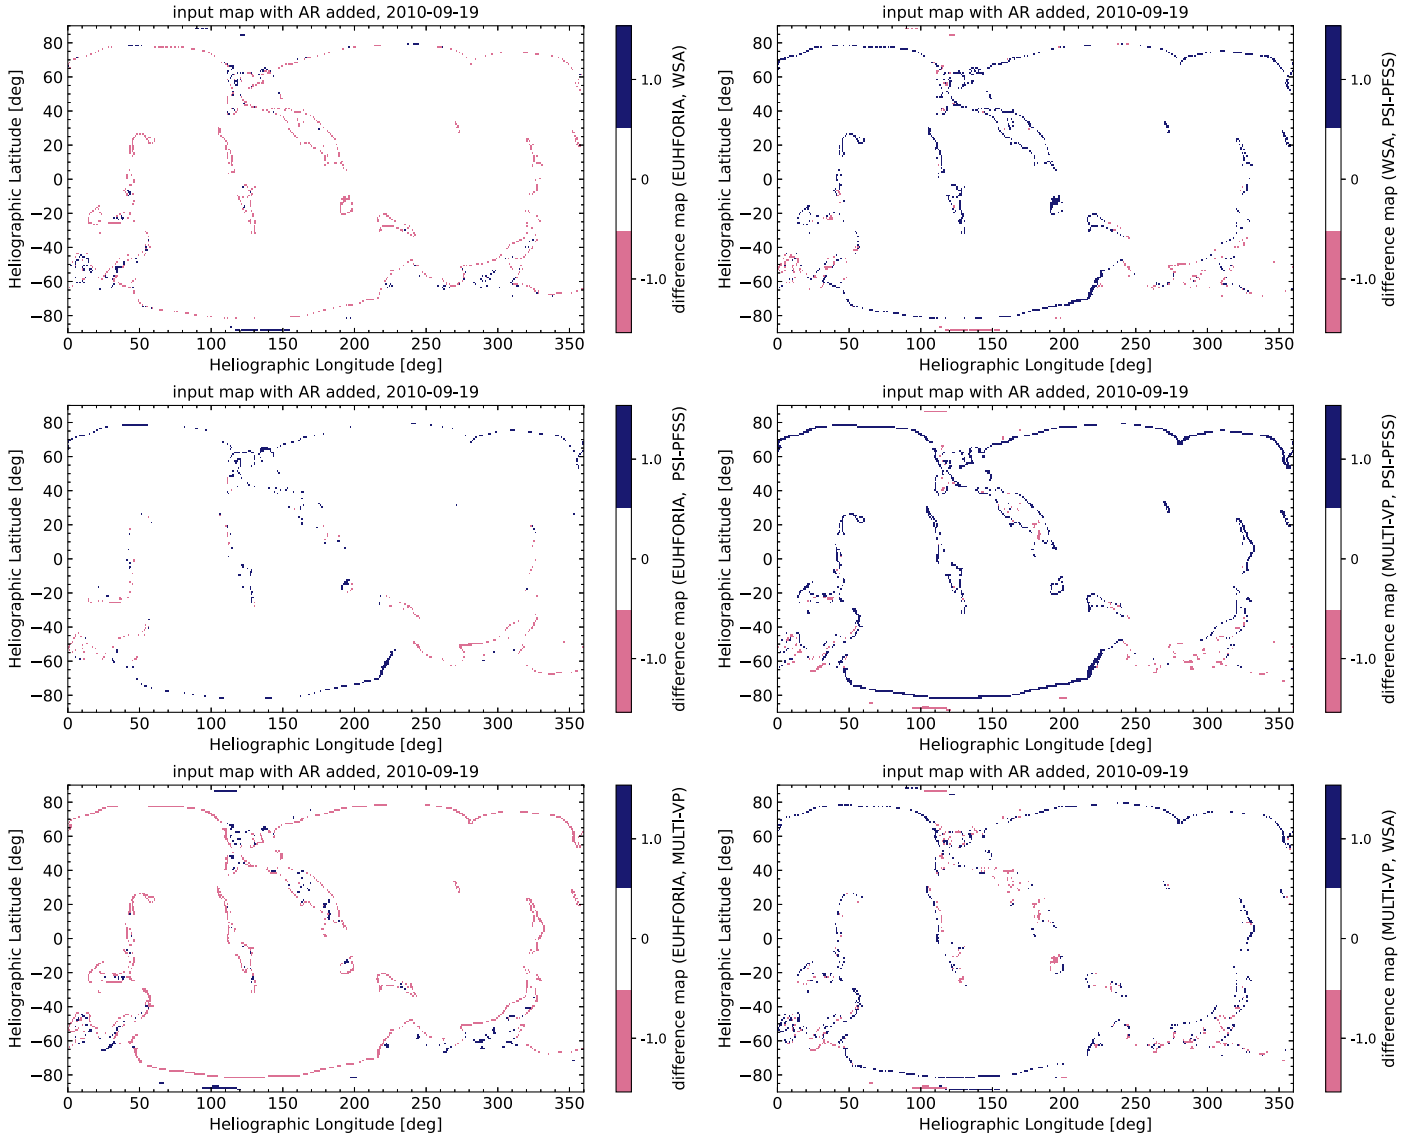 input map with AR added, 2010-09-19
80
60
40
20
0
−20
−40
−60
−80
Heliographic Latitude [deg]
0 50 100 150 200 250 300 350
Heliographic Longitude [deg]
1.0
0
-1.0
difference map (EUHFORIA, WSA)
input map with AR added, 2010-09-19
80
60
40
20
0
−20
−40
−60
−80
Heliographic Latitude [deg]
0 50 100 150 200 250 300 350
Heliographic Longitude [deg]
1.0
0
-1.0
difference map (WSA, PSI-PFSS)
input map with AR added, 2010-09-19
80
60
40
20
0
−20
−40
−60
−80
Heliographic Latitude [deg]
0 50 100 150 200 250 300 350
Heliographic Longitude [deg]
1.0
0
-1.0
difference map (EUHFORIA, PSI-PFSS)
input map with AR added, 2010-09-19
80
60
40
20
0
−20
−40
−60
−80
Heliographic Latitude [deg]
0 50 100 150 200 250 300 350
Heliographic Longitude [deg]
1.0
0
-1.0
difference map (MULTI-VP, PSI-PFSS)
input map with AR added, 2010-09-19
80
60
40
20
0
−20
−40
−60
−80
Heliographic Latitude [deg]
0 50 100 150 200 250 300 350
Heliographic Longitude [deg]
1.0
0
-1.0
difference map (EUHFORIA, MULTI-VP)
input map with AR added, 2010-09-19
80
60
40
20
0
−20
−40
−60
−80
Heliographic Latitude [deg]
0 50 100 150 200 250 300 350
Heliographic Longitude [deg]
1.0
0
-1.0
difference map (MULTI-VP, WSA)